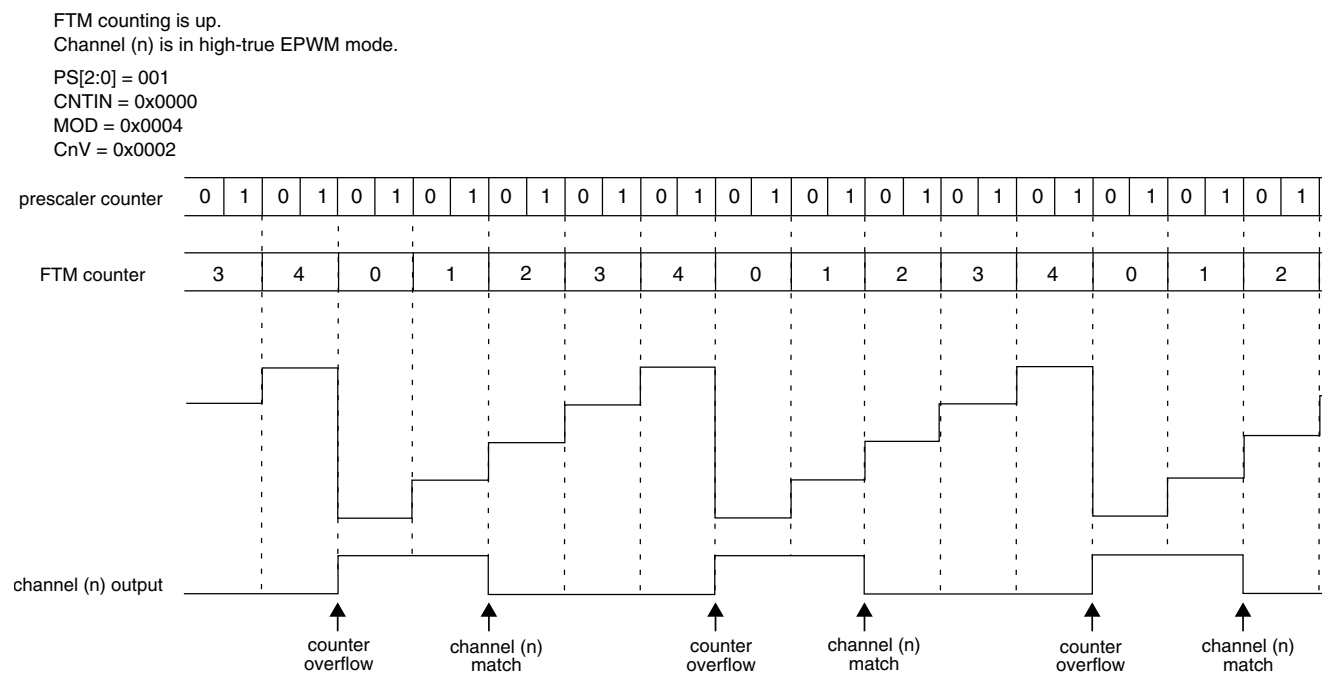 FTM counting is up.
Channel (n) is in high-true EPWM mode.
PS[2:0] = 001
CNTIN = 0x0000
MOD = 0x0004
CnV = 0x0002
prescaler counter 0 1 0 1 0 1 0 1 0 1 0 1 0 1 0 1 0 1 0 1 0 1 0 1 0 1 0 1 0 1
FTM counter 3 4 0 1 2 3 4 0 1 2 3 4 0 1 2
channel (n) output
counter overflow
channel (n) match
counter overflow
channel (n) match
counter overflow
channel (n) match